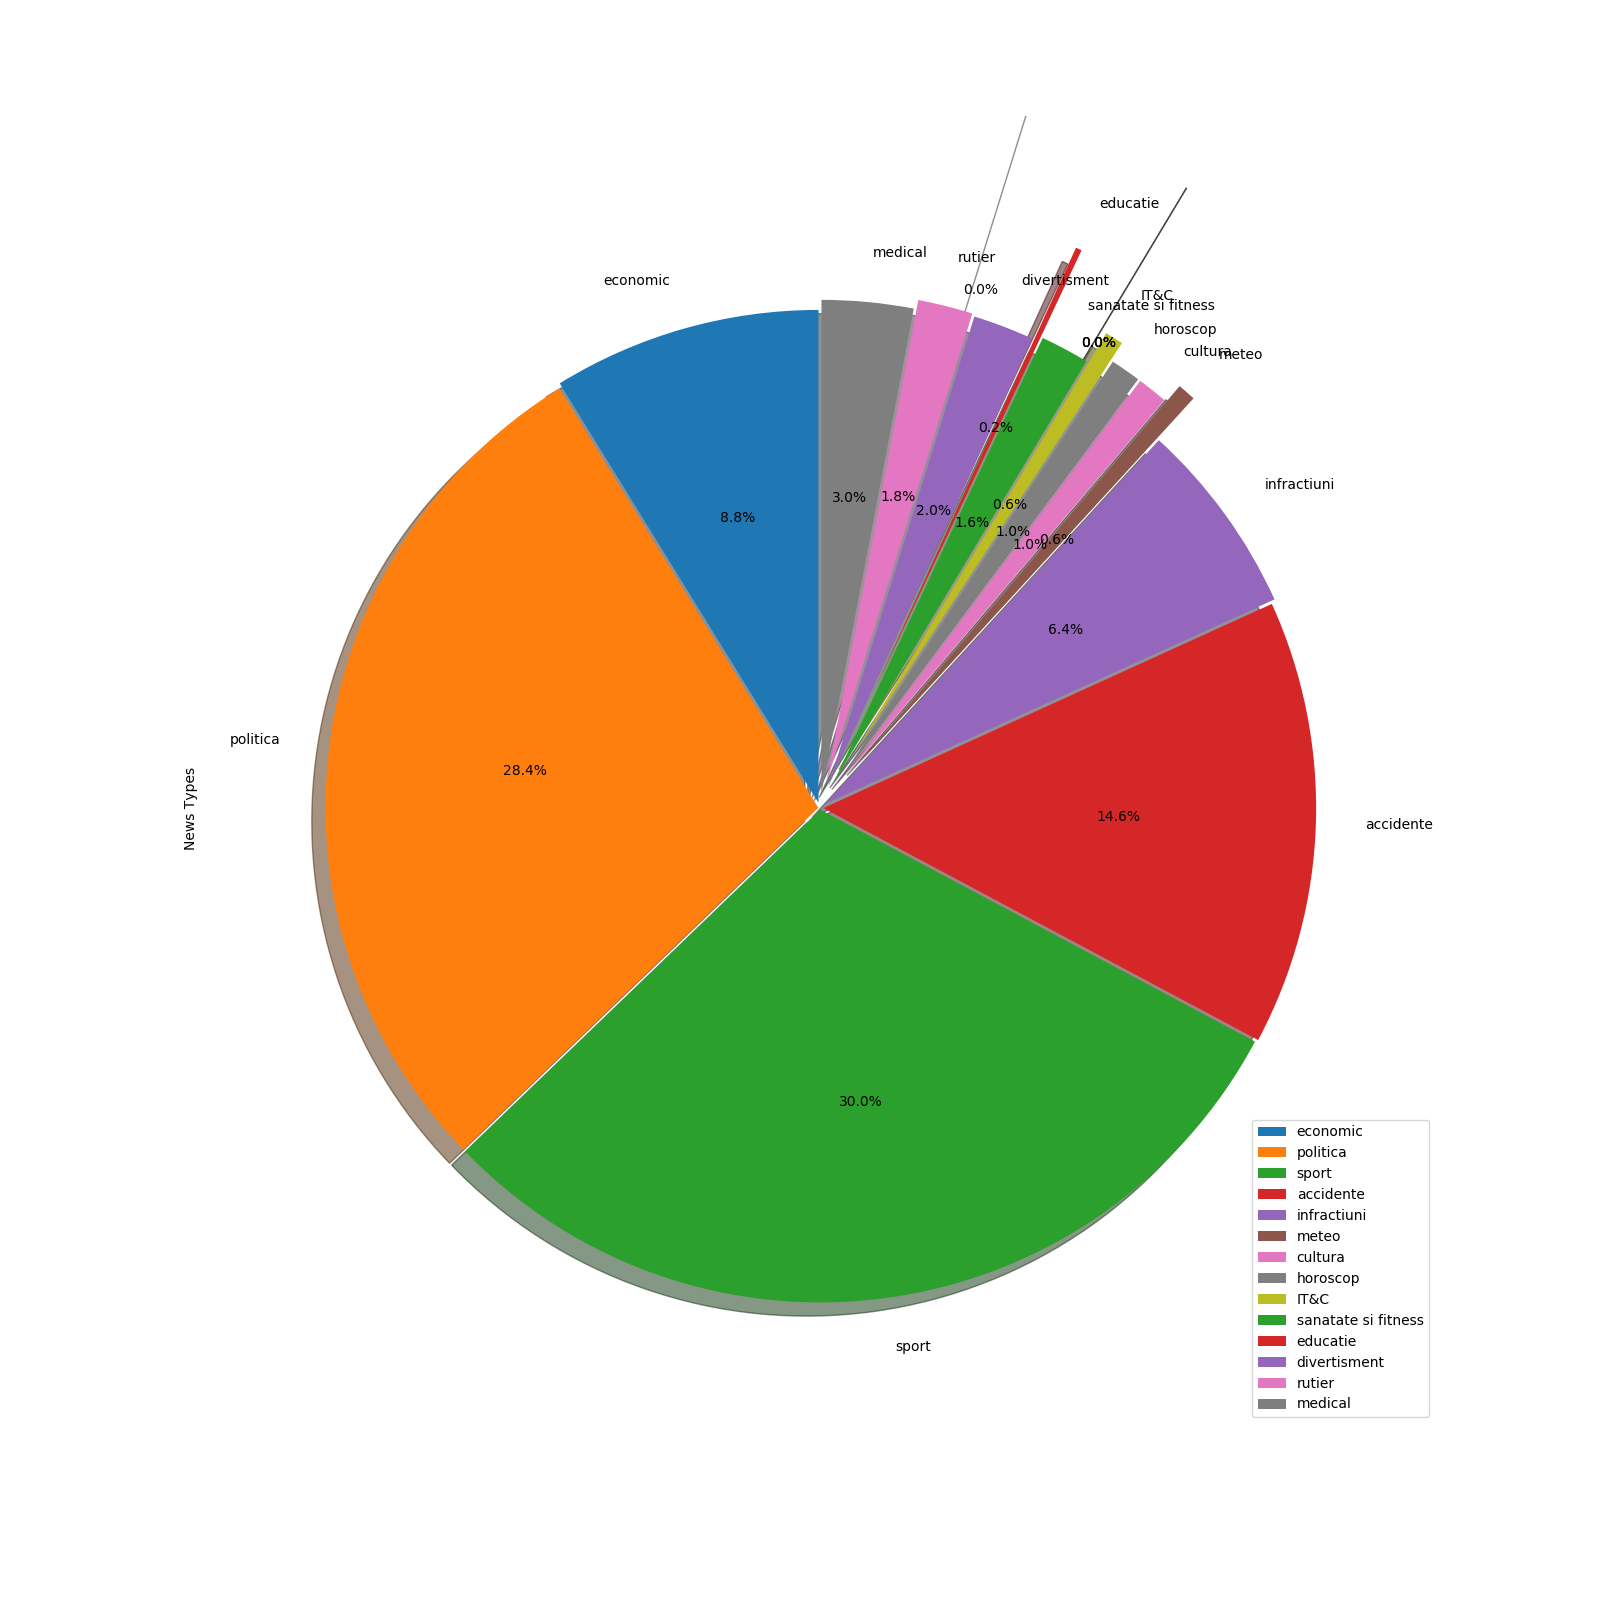 educatie
medical
rutier
economic
divertisment
0.0%
IT&C
sanatate si fitness
horoscop
0.0%
cultura
meteo
0.2%
infractiuni
3.0%
1.8%
0.6%
2.0%
8.8%
1.6%
1.0%
0.6%
1.0%
6.4%
politica
28.4%
News Types
14.6%
accidente
30.0%
sport
economic
politica
sport
accidente
infractiuni
meteo
cultura
horoscop
IT&C
sanatate si fitness
educatie
divertisment
rutier
medical